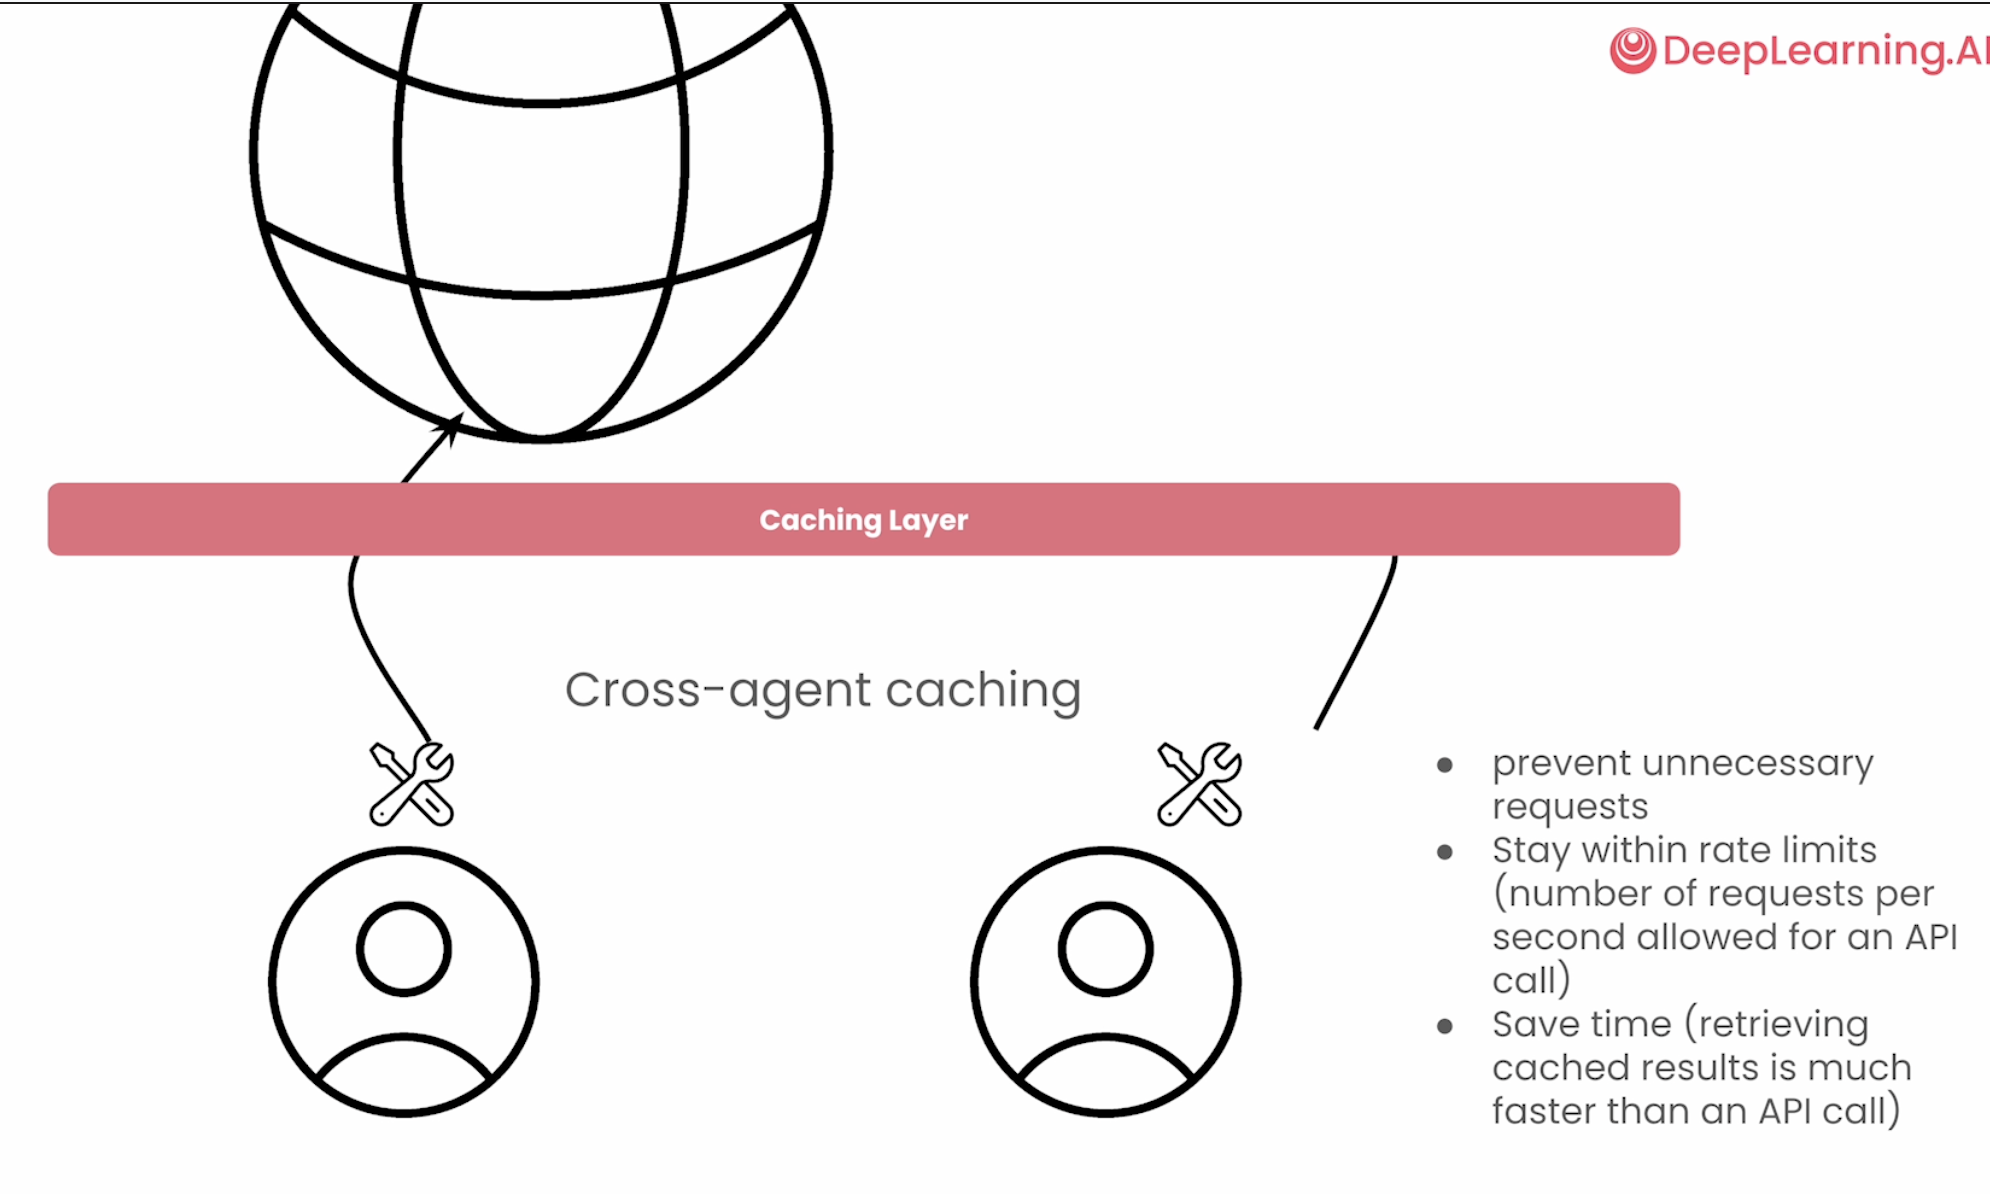 DeepLearning.AI
Caching Layer
Cross-agent caching
● prevent unnecessary
requests
● Stay within rate limits
(number of requests per
second allowed for an API
call)
● Save time (retrieving
cached results is much
faster than an API call)